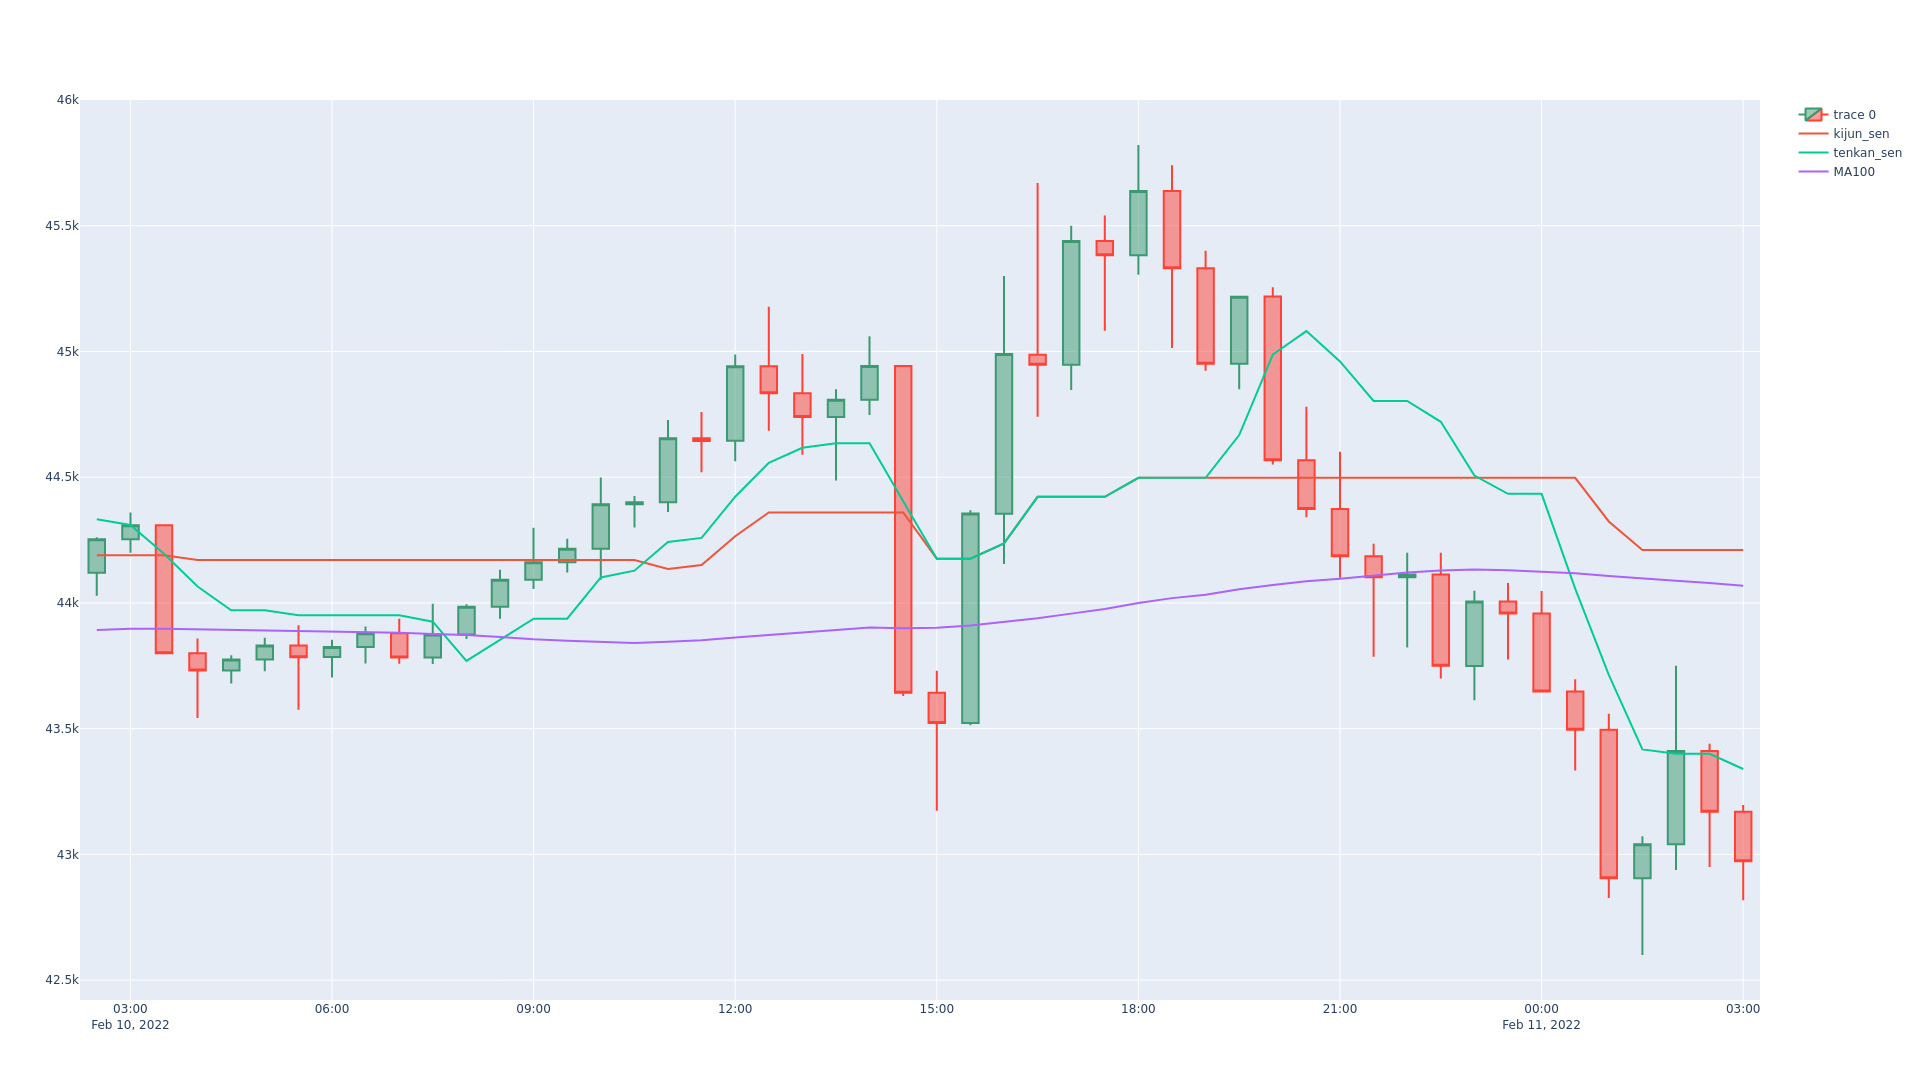 46k
45.5k
45k
44.5k
44k
43.5k
43k
42.5k
03:00
Feb 10, 2022
06:00
09:00
12:00
15:00
18:00
21:00
00:00
Feb 11, 2022
03:00
trace 0
kijun_sen
tenkan_sen
MA100